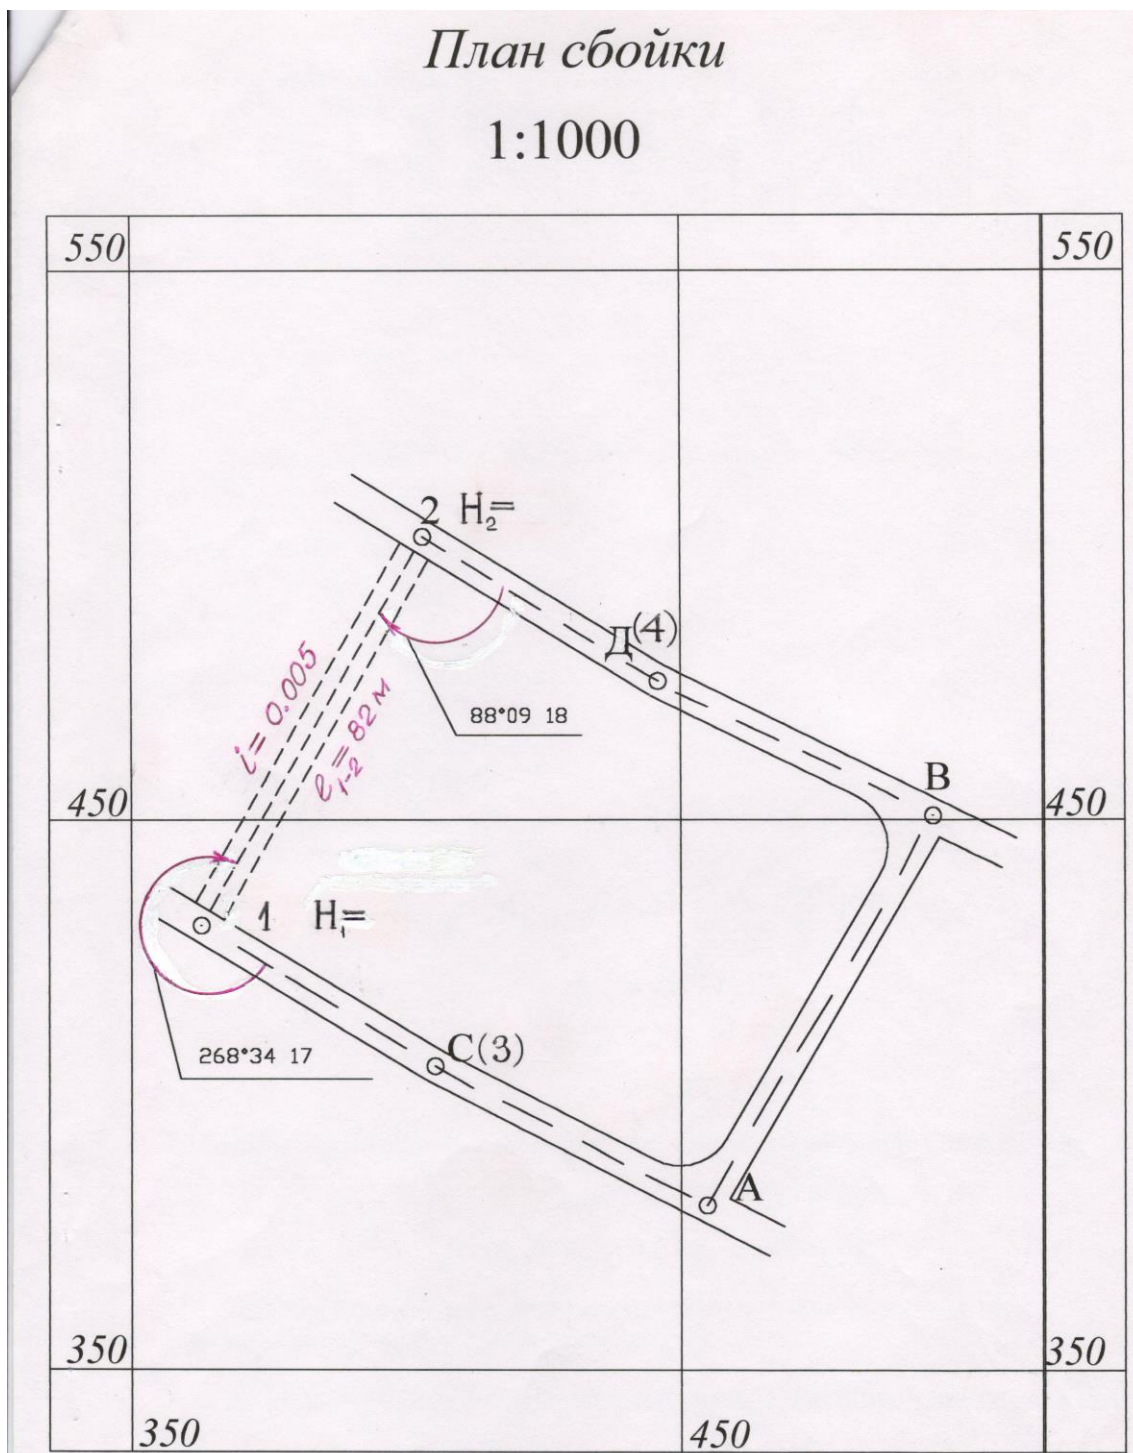 План сбойки
1:1000
550
550
2 H₂=
Д(4)
i= 0.005
l₁₋₂ = 82 м
88°09 18
В
450
450
1 H₁=
С(3)
268°34 17
А
350
350
350
450